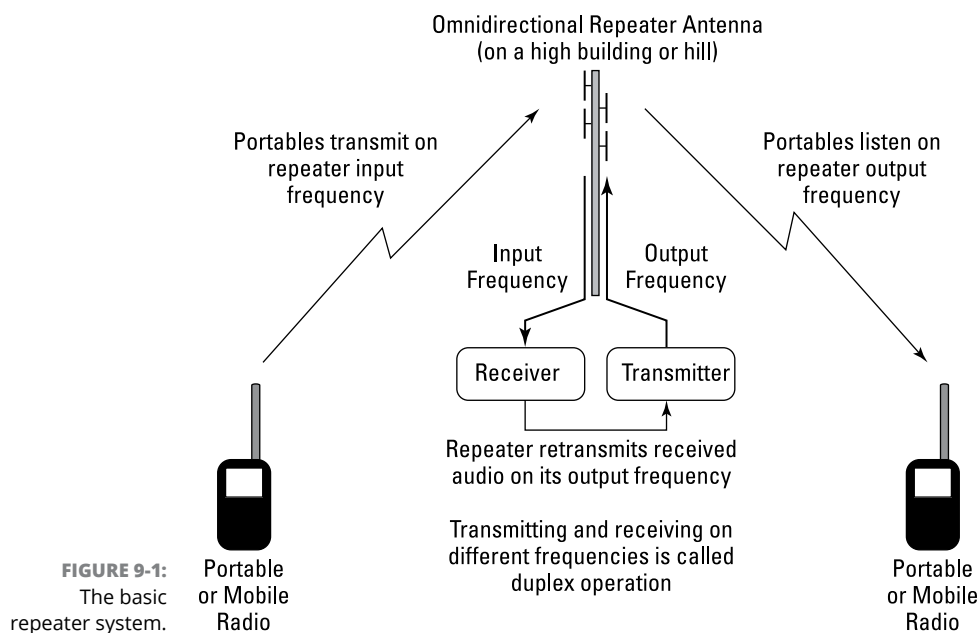 Omnidirectional Repeater Antenna
(on a high building or hill)
Portables transmit on
repeater input
frequency
Portables listen on
repeater output
frequency
Input
Frequency
Output
Frequency
Receiver
Transmitter
Repeater retransmits received
audio on its output frequency
Transmitting and receiving on
different frequencies is called
duplex operation
FIGURE 9-1:
The basic
repeater system.
Portable
or Mobile
Radio
Portable
or Mobile
Radio